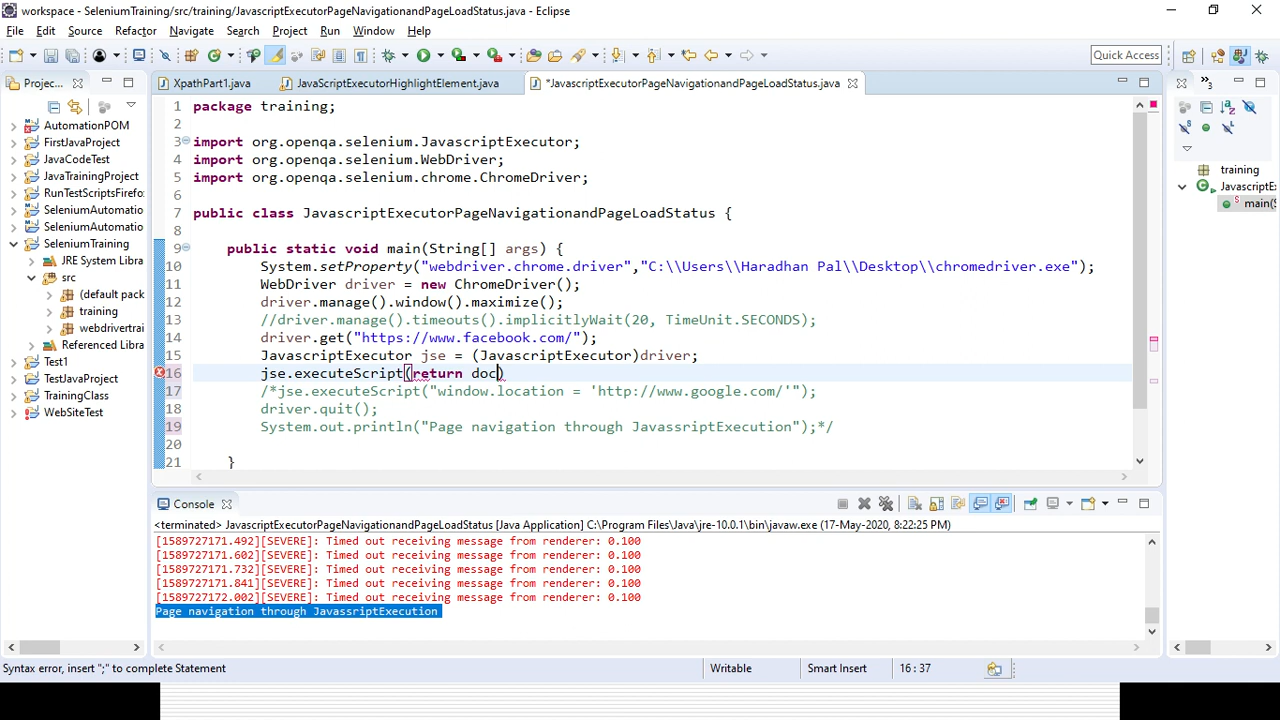 workspace - SeleniumTraining/src/training/JavascriptExecutorPageNavigationandPageLoadStatus.java - Eclipse
File Edit Source Refactor Navigate Search Project Run Window Help
Quick Access
Projec...
XpathPart1.java
JavaScriptExecutorHighlightElement.java
*JavascriptExecutorPageNavigationandPageLoadStatus.java
AutomationPOM
FirstJavaProject
JavaCodeTest
JavaTrainingProject
RunTestScriptsFirefo
SeleniumAutomatio
SeleniumAutomatio
SeleniumTraining
JRE System Libra
src
(default pack
training
webdrivertrai
Referenced Librar
Test1
TestJavaProject
TrainingClass
WebSiteTest
1 package training;
2
3 import org.openqa.selenium.JavascriptExecutor;
4 import org.openqa.selenium.WebDriver;
5 import org.openqa.selenium.chrome.ChromeDriver;
6
7 public class JavascriptExecutorPageNavigationandPageLoadStatus {
8
9 public static void main(String[] args) {
10 System.setProperty("webdriver.chrome.driver","C:\\Users\\Haradhan Pal\\Desktop\\chromedriver.exe");
11 WebDriver driver = new ChromeDriver();
12 driver.manage().window().maximize();
13 //driver.manage().timeouts().implicitlyWait(20, TimeUnit.SECONDS);
14 driver.get("https://www.facebook.com/");
15 JavascriptExecutor jse = (JavascriptExecutor)driver;
16 jse.executeScript(return doc)
17 /*jse.executeScript("window.location = 'http://www.google.com/'");
18 driver.quit();
19 System.out.println("Page navigation through JavassriptExecution");*/
20
21 }
training
JavascriptE
main(S
Console
<terminated> JavascriptExecutorPageNavigationandPageLoadStatus [Java Application] C:\Program Files\Java\jre-10.0.1\bin\javaw.exe (17-May-2020, 8:22:25 PM)
[1589727171.492][SEVERE]: Timed out receiving message from renderer: 0.100
[1589727171.602][SEVERE]: Timed out receiving message from renderer: 0.100
[1589727171.732][SEVERE]: Timed out receiving message from renderer: 0.100
[1589727171.841][SEVERE]: Timed out receiving message from renderer: 0.100
[1589727172.002][SEVERE]: Timed out receiving message from renderer: 0.100
Page navigation through JavassriptExecution
Syntax error, insert ";" to complete Statement
Writable
Smart Insert
16 : 37